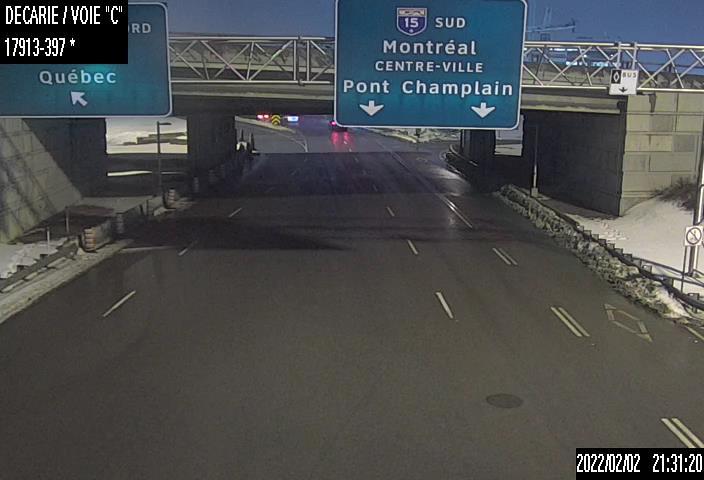 DECARIE / VOIE "C"
17913-397 *
ORD
Québec
15 SUD
Montréal
CENTRE-VILLE
Pont Champlain
BUS
2022/02/02 21:31:20